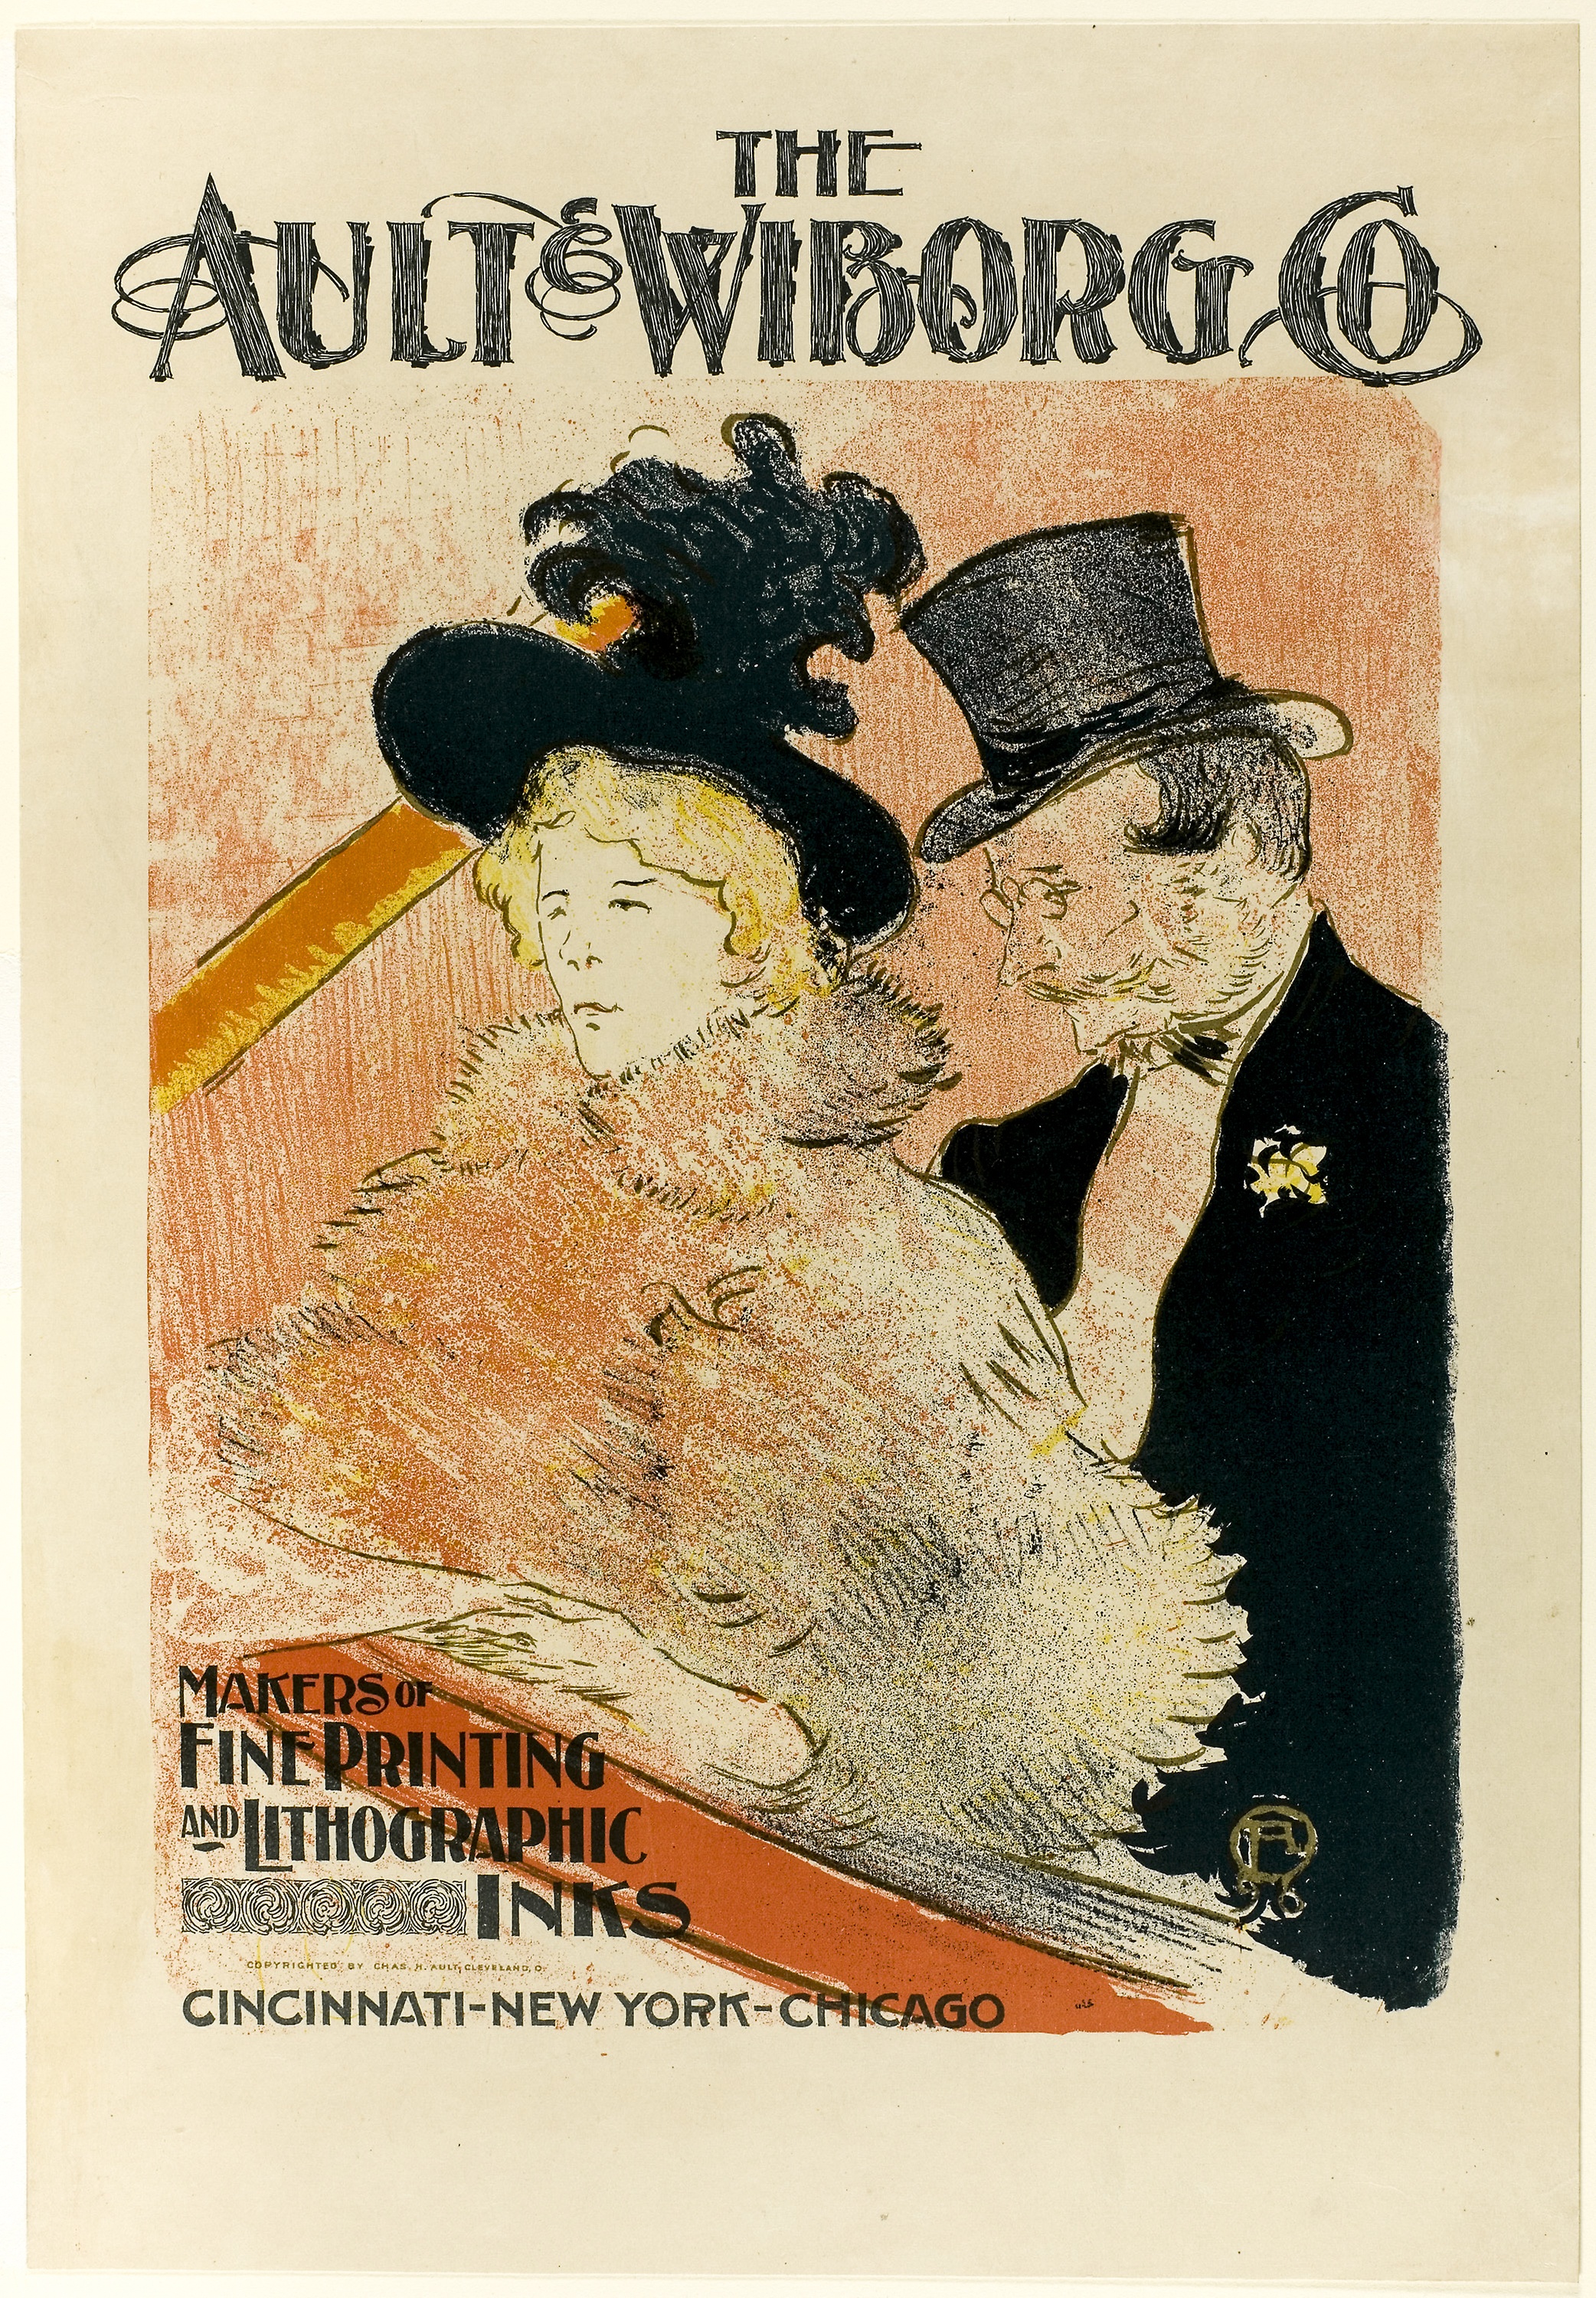 THE
AULT & WIBORG CO
MAKERS OF
FINE PRINTING
AND LITHOGRAPHIC
INKS
COPYRIGHTED BY CHAS. H. AULT, CLEVELAND, O.
CINCINNATI-NEW YORK-CHICAGO